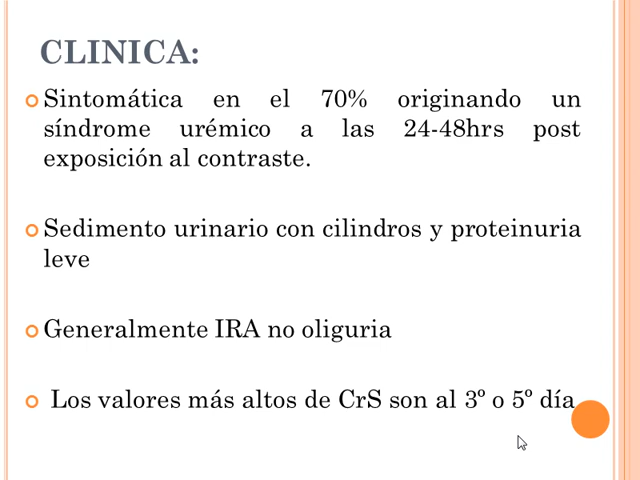 CLINICA:
Sintomática en el 70% originando un
síndrome urémico a las 24-48hrs post
exposición al contraste.
Sedimento urinario con cilindros y proteinuria
leve
Generalmente IRA no oliguria
Los valores más altos de CrS son al 3º o 5º día